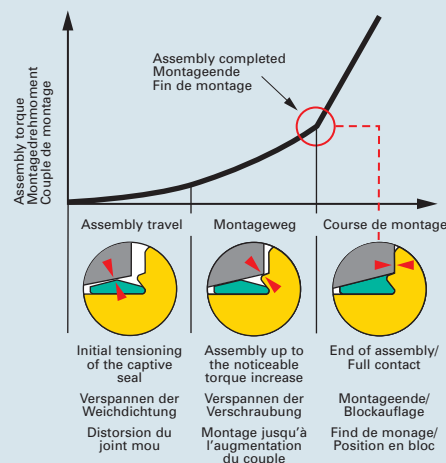 Assembly completed
Montageende
Fin de montage
Assembly torque
Montagedrehmoment
Couple de montage
Assembly travel
Montageweg
Course de montage
Initial tensioning
of the captive
seal
Verspannen der
Weichdichtung
Distorsion du
joint mou
Assembly up to
the noticeable
torque increase
Verspannen der
Verschraubung
Montage jusqu'à
l'augmentation
du couple
End of assembly/
Full contact
Montageende/
Blockauflage
Find de monage/
Position en bloc